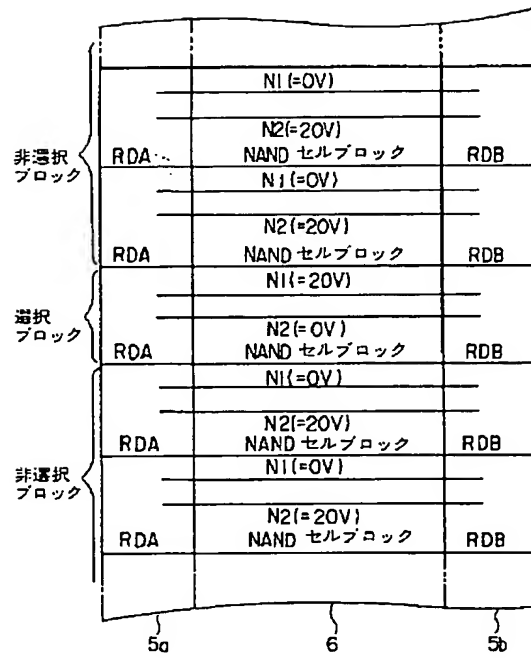 N1(=0V)
N2(=20V)
RDA NAND セルブロック RDB
N1(=0V)
N2(=20V)
RDA NAND セルブロック RDB
非選択
ブロック
N1(=20V)
N2(=0V)
RDA NAND セルブロック RDB
選択
ブロック
N1(=0V)
N2(=20V)
RDA NAND セルブロック RDB
N1(=0V)
N2(=20V)
RDA NAND セルブロック RDB
非選択
ブロック
5a 6 5b